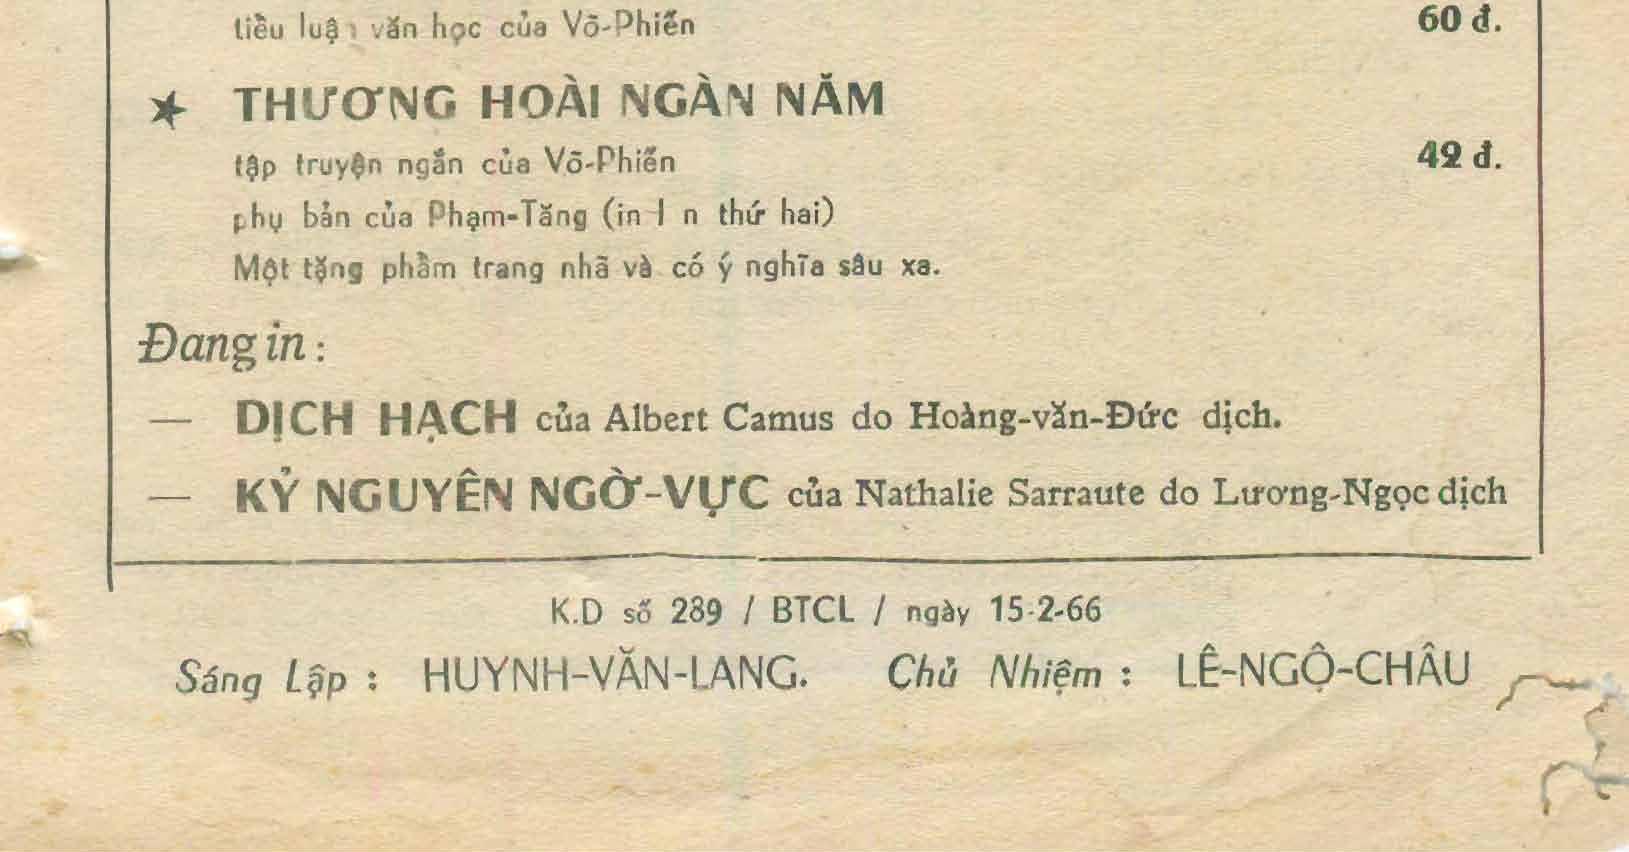 tiểu luận văn học của Võ-Phiến 60 đ.
★ THƯƠNG HOÀI NGÀN NĂM
tập truyện ngắn của Võ-Phiến 42 đ.
phụ bản của Phạm-Tăng (in l n thứ hai)
Một tặng phẩm trang nhã và có ý nghĩa sâu xa.
Đang in :
— DỊCH HẠCH của Albert Camus do Hoàng-văn-Đức dịch.
— KỶ NGUYÊN NGỜ-VỰC của Nathalie Sarraute do Lương-Ngọc dịch
K.D số 289 / BTCL / ngày 15-2-66
Sáng Lập : HUYNH-VĂN-LANG. Chủ Nhiệm : LÊ-NGỘ-CHÂU